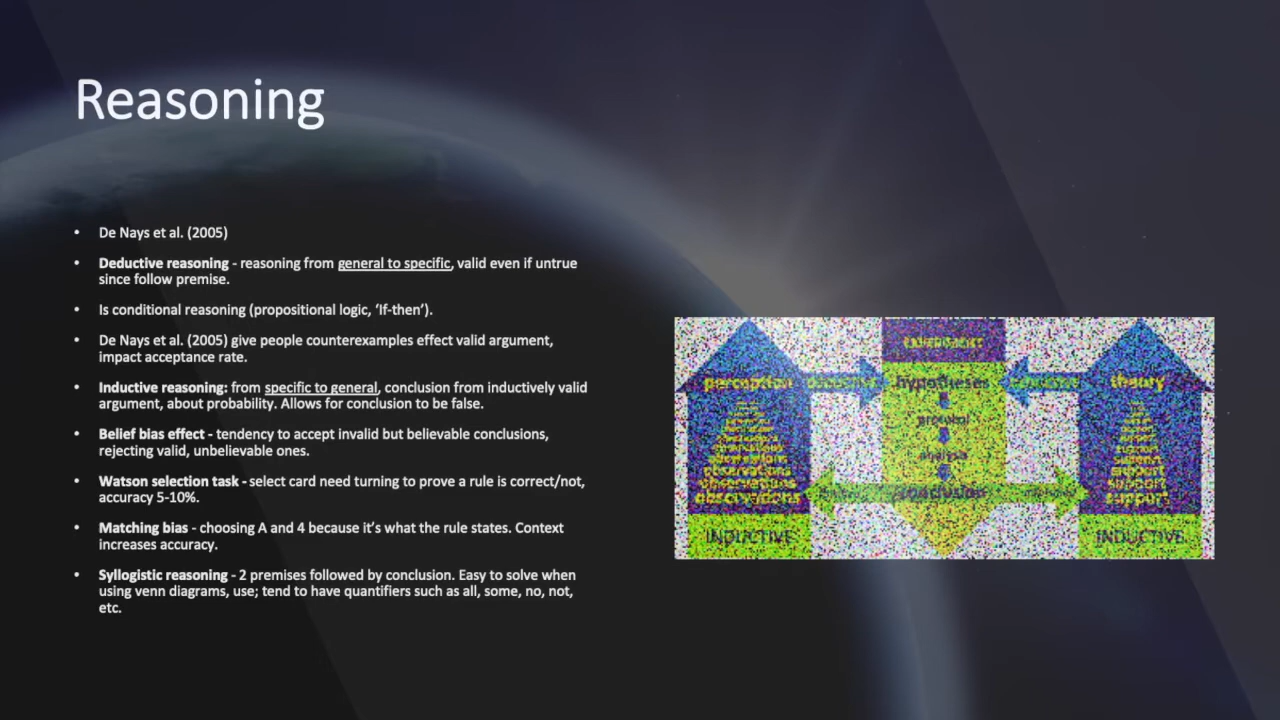 Reasoning
• De Nays et al. (2005)
• Deductive reasoning - reasoning from general to specific, valid even if untrue
since follow premise.
• Is conditional reasoning (propositional logic, ‘If-then’).
• De Nays et al. (2005) give people counterexamples effect valid argument,
impact acceptance rate.
• Inductive reasoning: from specific to general, conclusion from inductively valid
argument, about probability. Allows for conclusion to be false.
• Belief bias effect - tendency to accept invalid but believable conclusions,
rejecting valid, unbelievable ones.
• Watson selection task - select card need turning to prove a rule is correct/not,
accuracy 5-10%.
• Matching bias - choosing A and 4 because it’s what the rule states. Context
increases accuracy.
• Syllogistic reasoning - 2 premises followed by conclusion. Easy to solve when
using venn diagrams, use; tend to have quantifiers such as all, some, no, not,
etc.
perception
hypotheses
theory
observations
observations
observations
conclusion
support
support
support
INDUCTIVE
INDUCTIVE